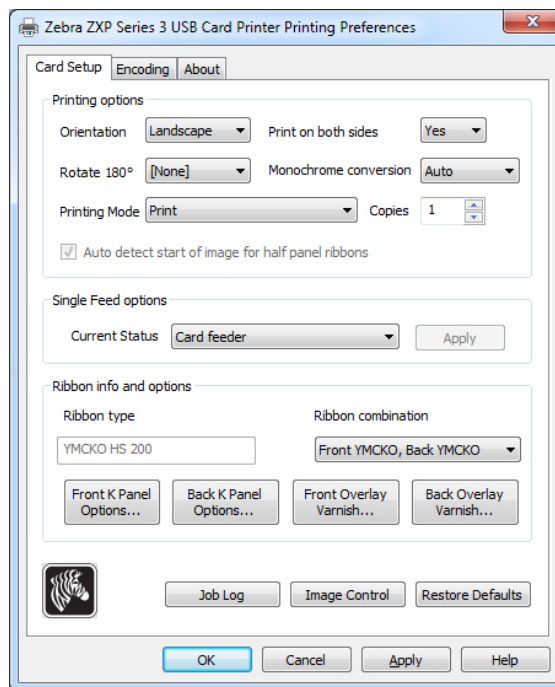 Zebra ZXP Series 3 USB Card Printer Printing Preferences
Card Setup Encoding About
Printing options
Orientation Landscape Print on both sides Yes
Rotate 180° [None] Monochrome conversion Auto
Printing Mode Print Copies 1
Auto detect start of image for half panel ribbons
Single Feed options
Current Status Card feeder Apply
Ribbon info and options
Ribbon type Ribbon combination
YMCKO HS 200 Front YMCKO, Back YMCKO
Front K Panel Back K Panel Front Overlay Back Overlay
Options... Options... Varnish... Varnish...
Job Log Image Control Restore Defaults
OK Cancel Apply Help